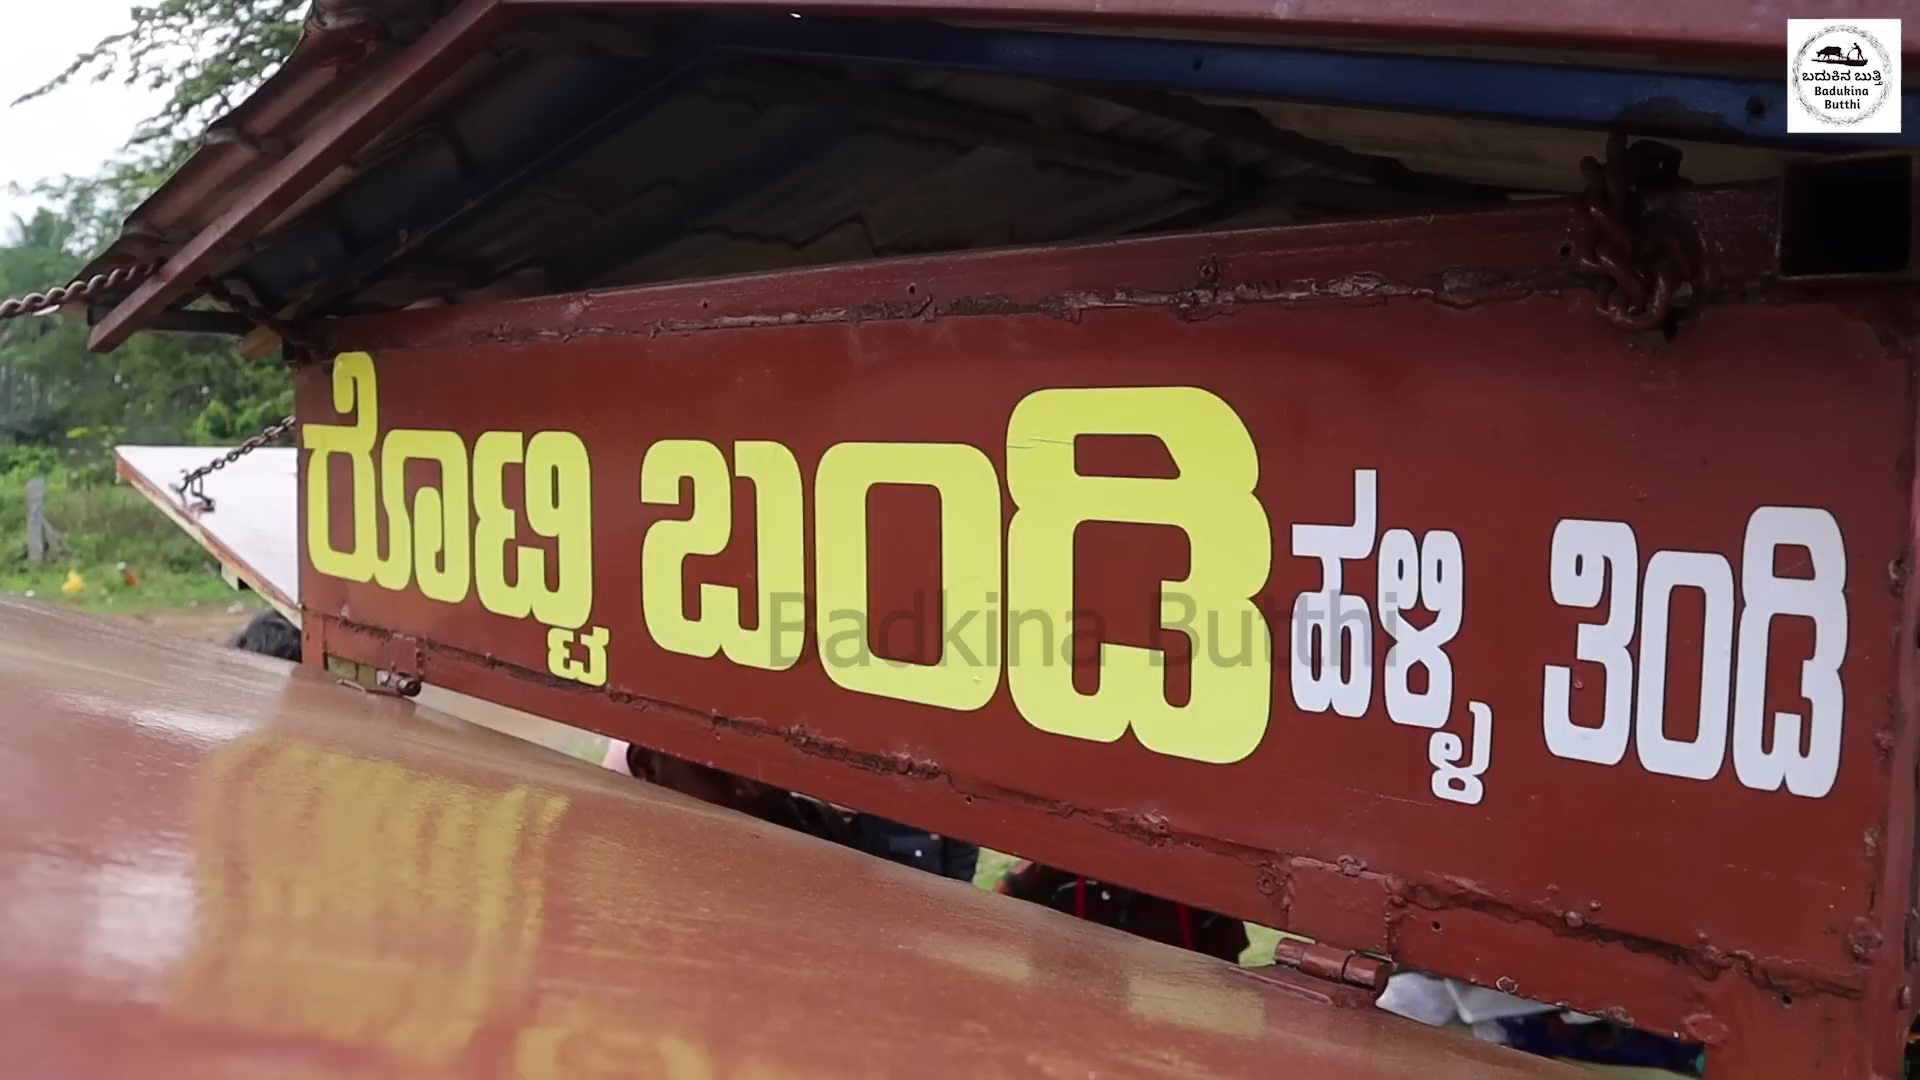 ಬದುಕಿನ ಬುತ್ತಿ
Badukina
Butthi
ರೊಟ್ಟಿ ಬಂಡಿ ಹಳ್ಳಿ ತಿಂಡಿ
Badkina Butthi